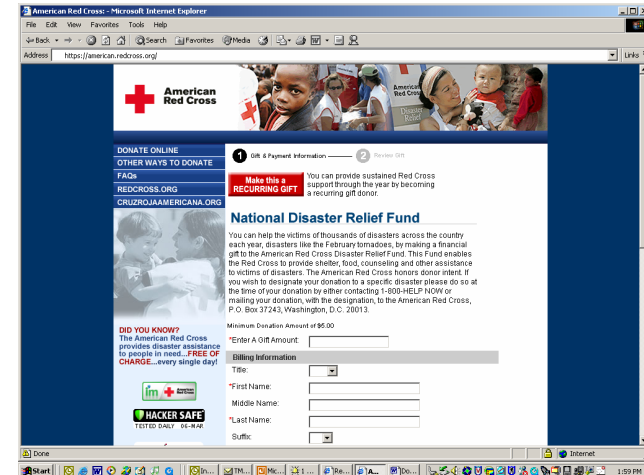 American Red Cross: - Microsoft Internet Explorer
File Edit View Favorites Tools Help
Back Search Favorites Media
Address https://american.redcross.org/ Links
American
Red Cross
American
Red Cross
Disaster
Relief
DONATE ONLINE
OTHER WAYS TO DONATE
FAQs
REDCROSS.ORG
CRUZROJAAMERICANA.ORG
1 Gift & Payment Information 2 Review Gift
Make this a
RECURRING GIFT
You can provide sustained Red Cross
support through the year by becoming
a recurring gift donor.
National Disaster Relief Fund
You can help the victims of thousands of disasters across the country
each year, disasters like the February tornadoes, by making a financial
gift to the American Red Cross Disaster Relief Fund. This Fund enables
the Red Cross to provide shelter, food, counseling and other assistance
to victims of disasters. The American Red Cross honors donor intent. If
you wish to designate your donation to a specific disaster please do so at
the time of your donation by either contacting 1-800-HELP NOW or
mailing your donation, with the designation, to the American Red Cross,
P.O. Box 37243, Washington, D.C. 20013.
Minimum Donation Amount of $5.00
*Enter A Gift Amount:
Billing Information
Title:
*First Name:
Middle Name:
*Last Name:
Suffix:
DID YOU KNOW?
The American Red Cross
provides disaster assistance
to people in need...FREE OF
CHARGE...every single day!
i'm
HACKER SAFE
TESTED DAILY 06-MAR
Done Internet
Start In... TM... Mic... 1... Re... A... Do... 1:59 PM